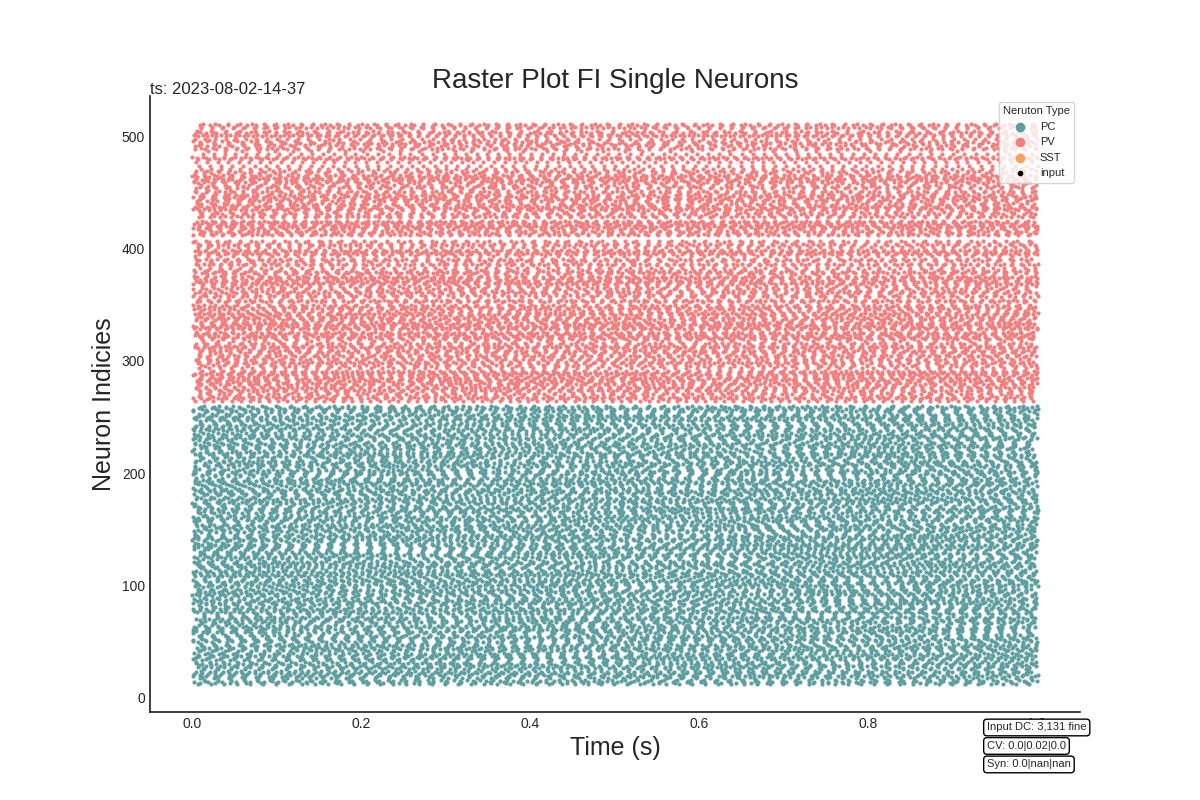 Raster Plot FI Single Neurons
ts: 2023-08-02-14-37
Neruton Type
PC
PV
SST
input
500
400
300
200
100
0
Neuron Indicies
0.0 0.2 0.4 0.6 0.8
Time (s)
Input DC: 3,131 fine
CV: 0.0|0.02|0.0
Syn: 0.0|nan|nan